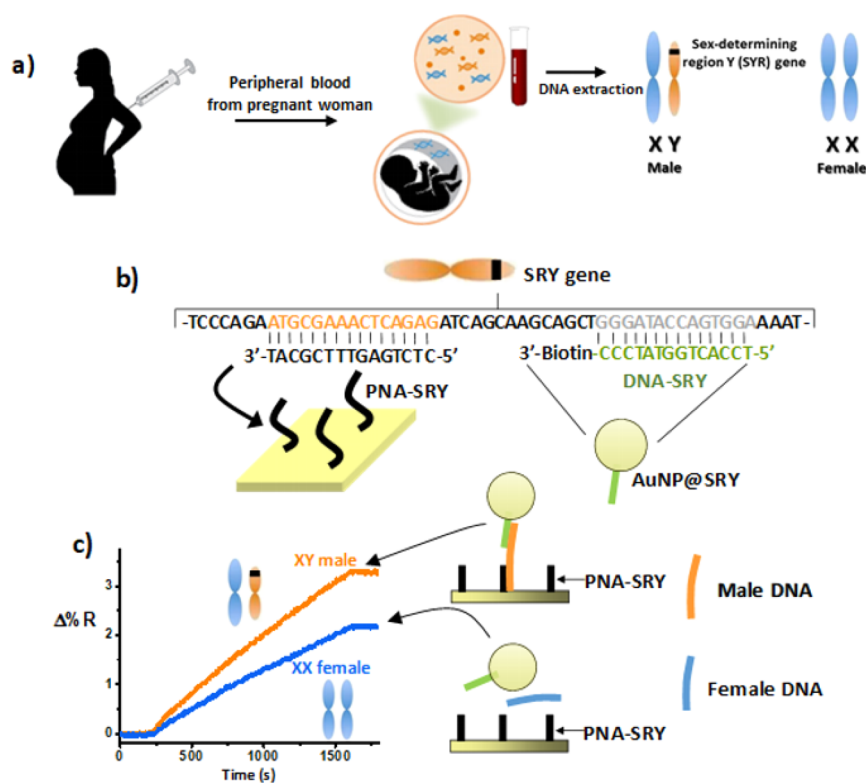 a)
Peripheral blood
from pregnant woman
DNA extraction
Sex-determining
region Y (SYR) gene
X Y
Male
X X
Female
b)
SRY gene
-TCCCAGAATGCGAAACTCAGAGATCAGCAAGCAGCTGGGATACCAGTGGAAAAT-
3’-TACGCTTTGAGTCTC-5’
3’-Biotin-CCCTATGGTCACCT-5’
PNA-SRY
DNA-SRY
AuNP@SRY
c)
XY male
XX female
Δ% R
3
2
1
0
0
500
1000
1500
Time (s)
PNA-SRY
Male DNA
Female DNA
PNA-SRY